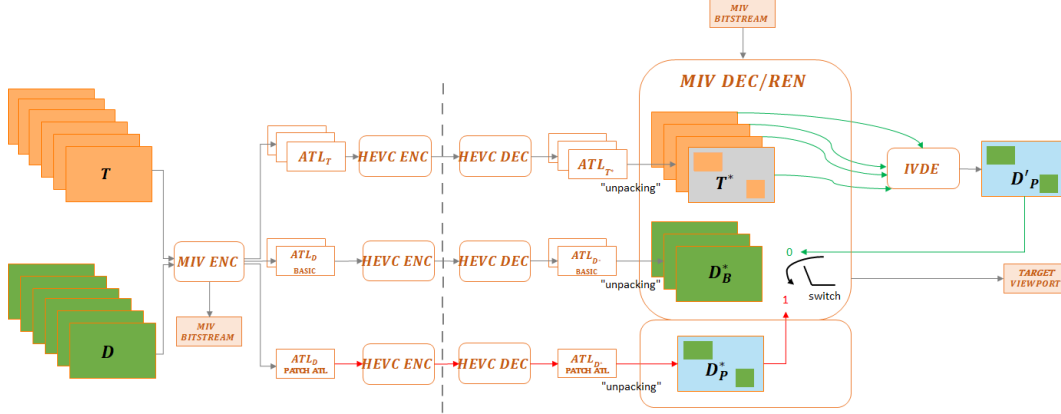 MIV
BITSTREAM
MIV DEC/REN
T
ATL_T
HEVC ENC
HEVC DEC
ATL_T*
"unpacking"
T*
IVDE
D'_P
MIV ENC
ATL_D
BASIC
HEVC ENC
HEVC DEC
ATL_D*
BASIC
"unpacking"
D*_B
0
switch
1
TARGET
VIEWPORT
MIV
BITSTREAM
D
ATL_D
PATCH ATL
HEVC ENC
HEVC DEC
ATL_D*
PATCH ATL
"unpacking"
D*_P